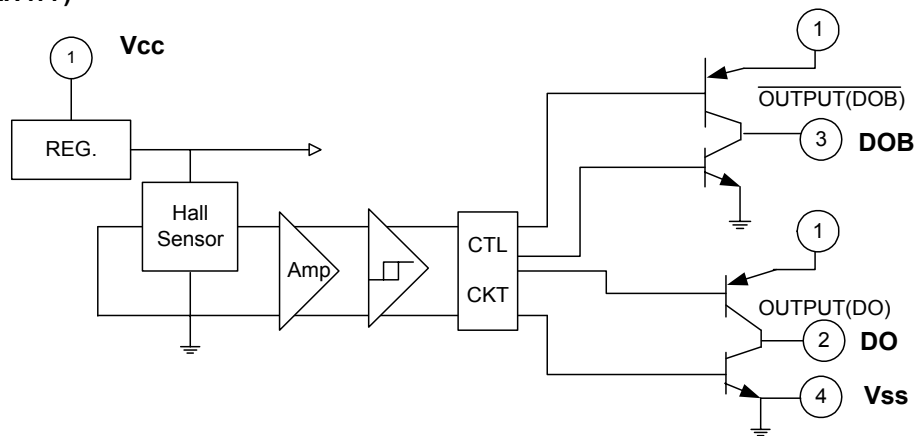 1 Vcc
REG.
Hall
Sensor
Amp
CTL
CKT
1
OUTPUT(DOB)
3 DOB
1
OUTPUT(DO)
2 DO
4 Vss